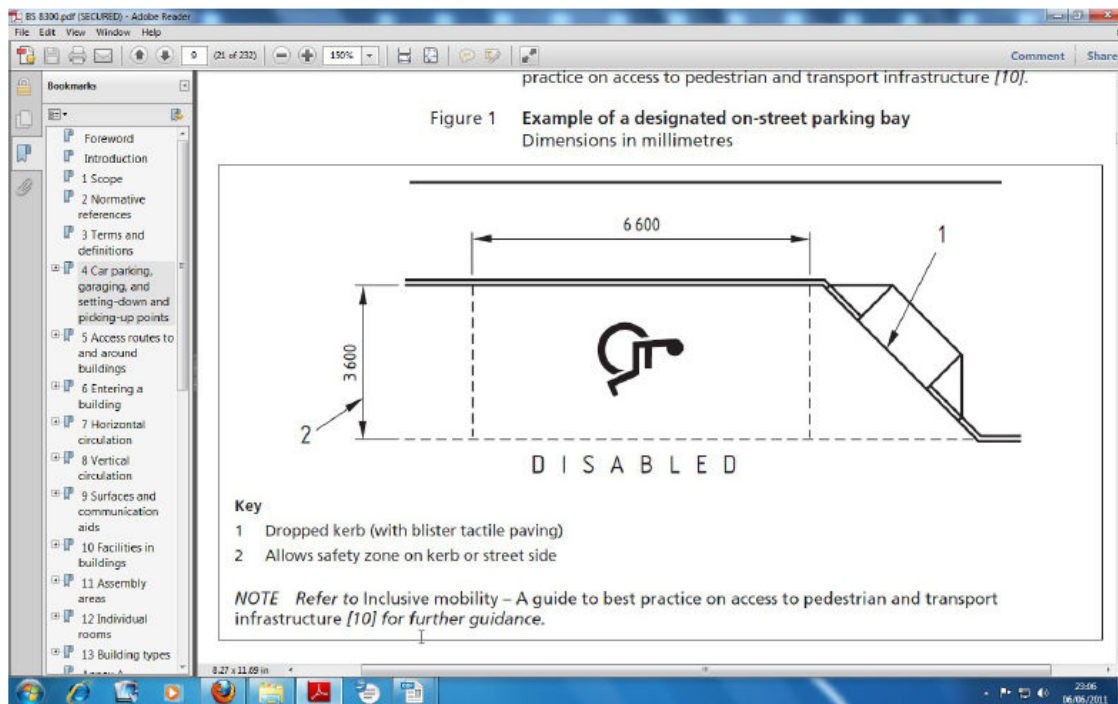 BS 8300.pdf (SECURED) - Adobe Reader
File Edit View Window Help
9 (21 of 232) 150% Comment Share
Bookmarks
Foreword
Introduction
1 Scope
2 Normative
references
3 Terms and
definitions
4 Car parking,
garaging, and
setting-down and
picking-up points
5 Access routes to
and around
buildings
6 Entering a
building
7 Horizontal
circulation
8 Vertical
circulation
9 Surfaces and
communication
aids
10 Facilities in
buildings
11 Assembly
areas
12 Individual
rooms
13 Building types
practice on access to pedestrian and transport infrastructure [10].
Figure 1 Example of a designated on-street parking bay
Dimensions in millimetres
6 600
1
3 600
2
DISABLED
Key
1 Dropped kerb (with blister tactile paving)
2 Allows safety zone on kerb or street side
NOTE Refer to Inclusive mobility – A guide to best practice on access to pedestrian and transport
infrastructure [10] for further guidance.
8.27 x 11.69 in
23:06
06/06/2011